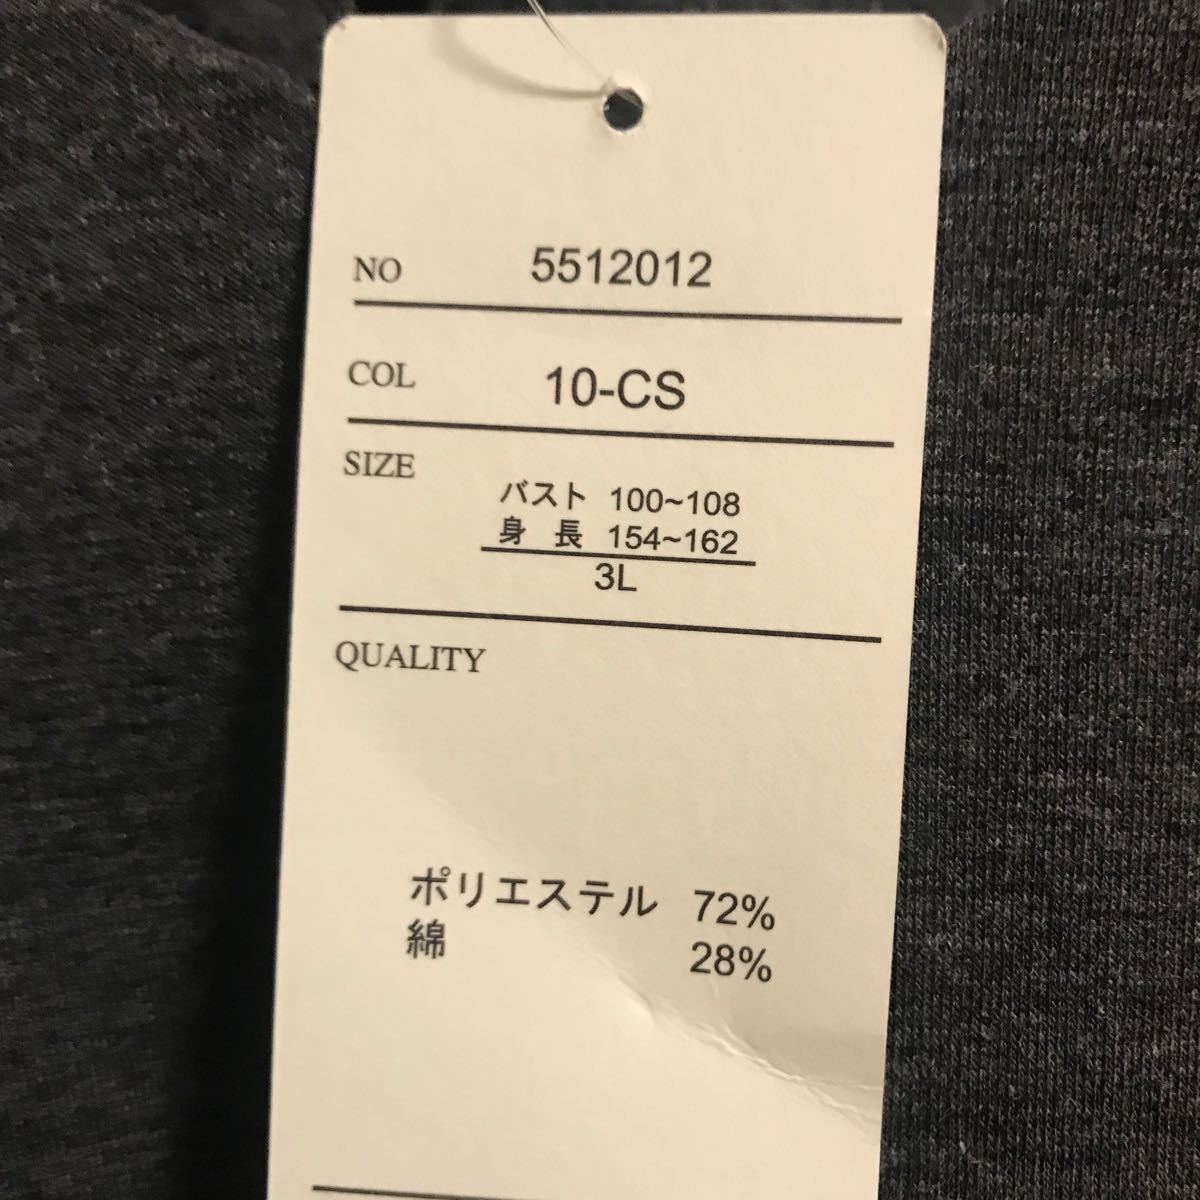 NO 5512012
COL 10-CS
SIZE
バスト 100~108
身 長 154~162
3L
QUALITY
ポリエステル 72%
綿 28%